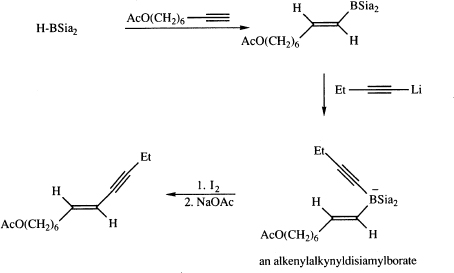 H-BSia₂
AcO(CH₂)₆
H
BSia₂
AcO(CH₂)₆
H
Et
Li
Et
Et
1. I₂
2. NaOAc
H
H
AcO(CH₂)₆
H
BSia₂
−
AcO(CH₂)₆
H
an alkenylalkynyldisiamylborate